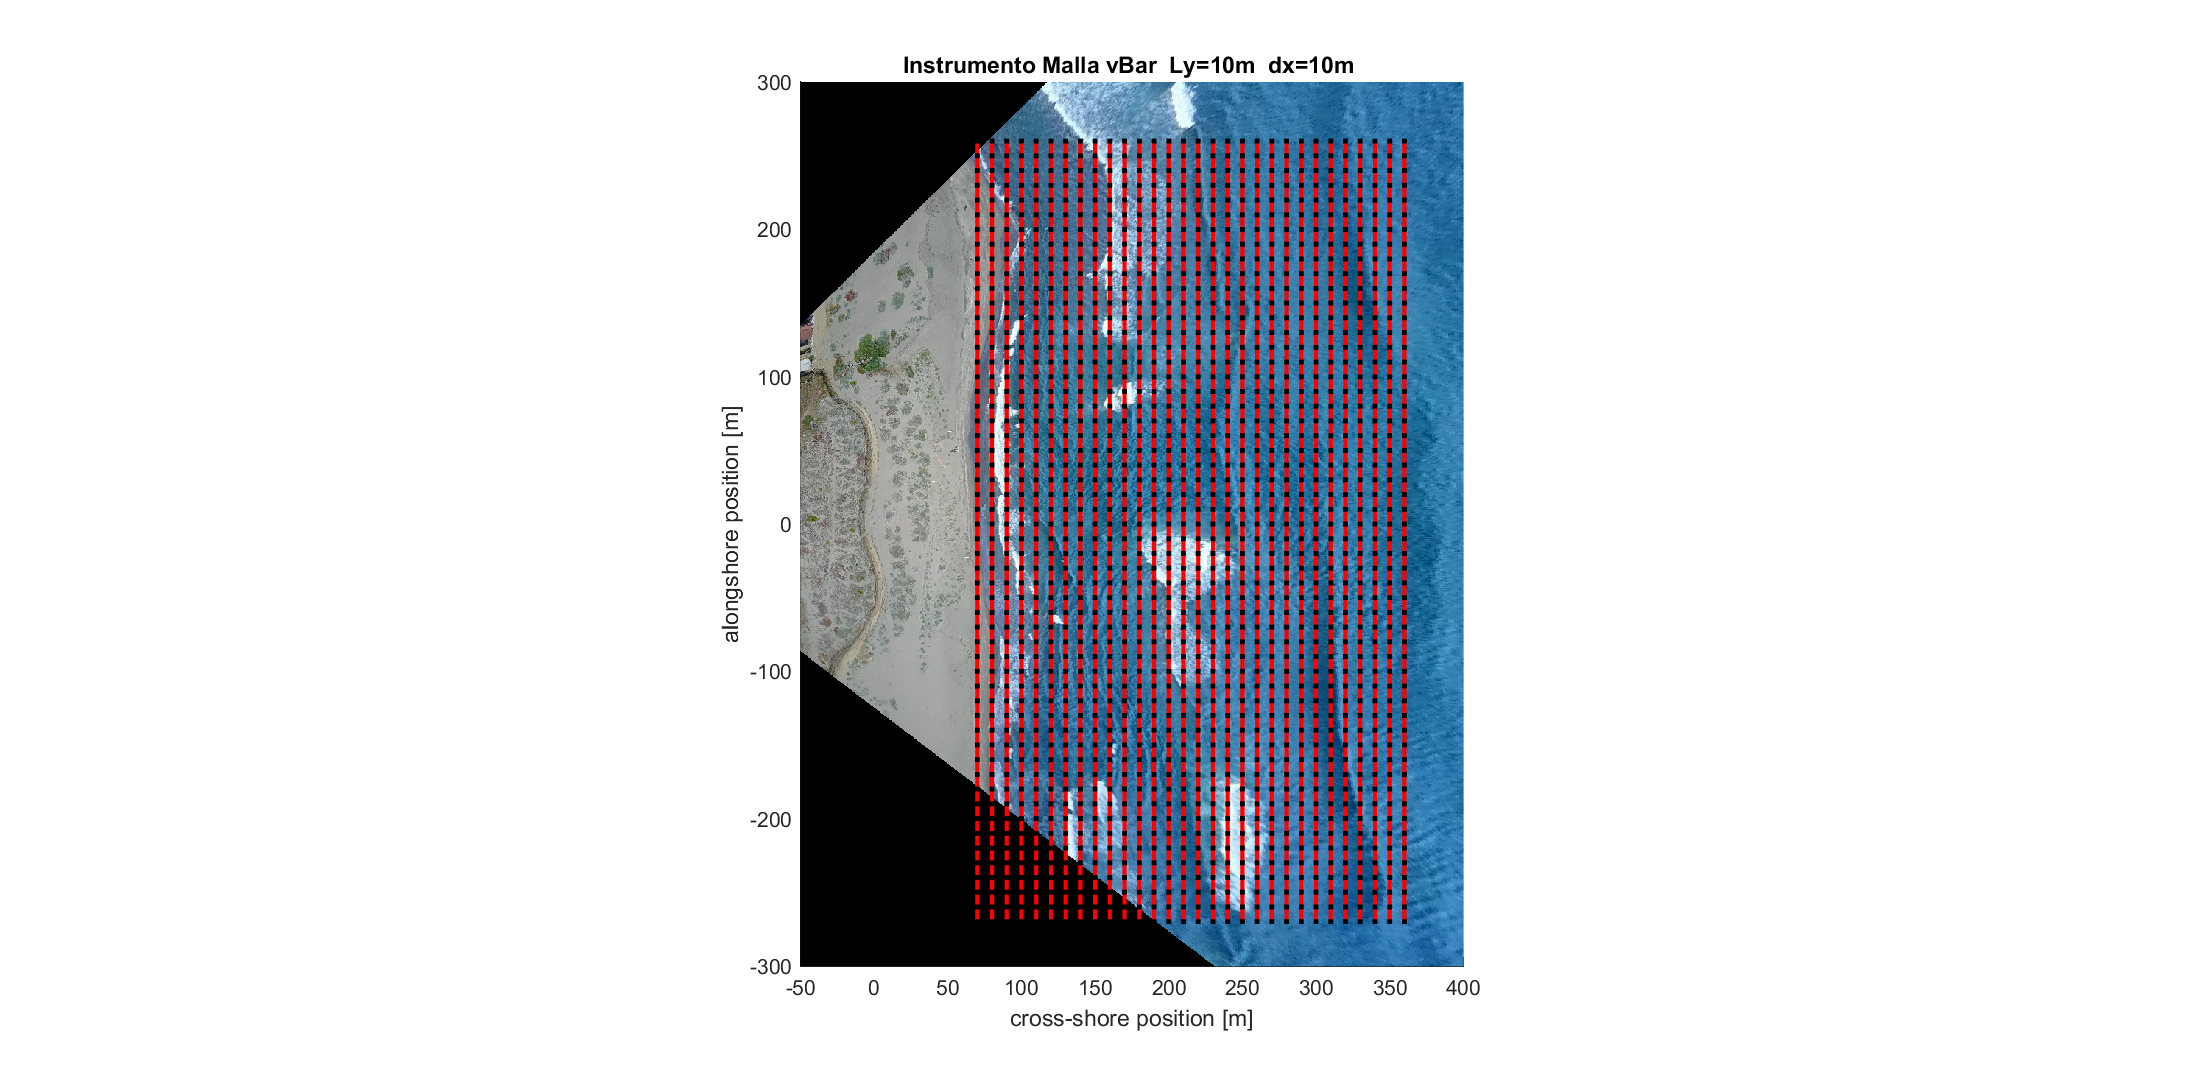 Instrumento Malla vBar Ly=10m dx=10m
300
200
100
0
-100
-200
-300
alongshore position [m]
-50 0 50 100 150 200 250 300 350 400
cross-shore position [m]